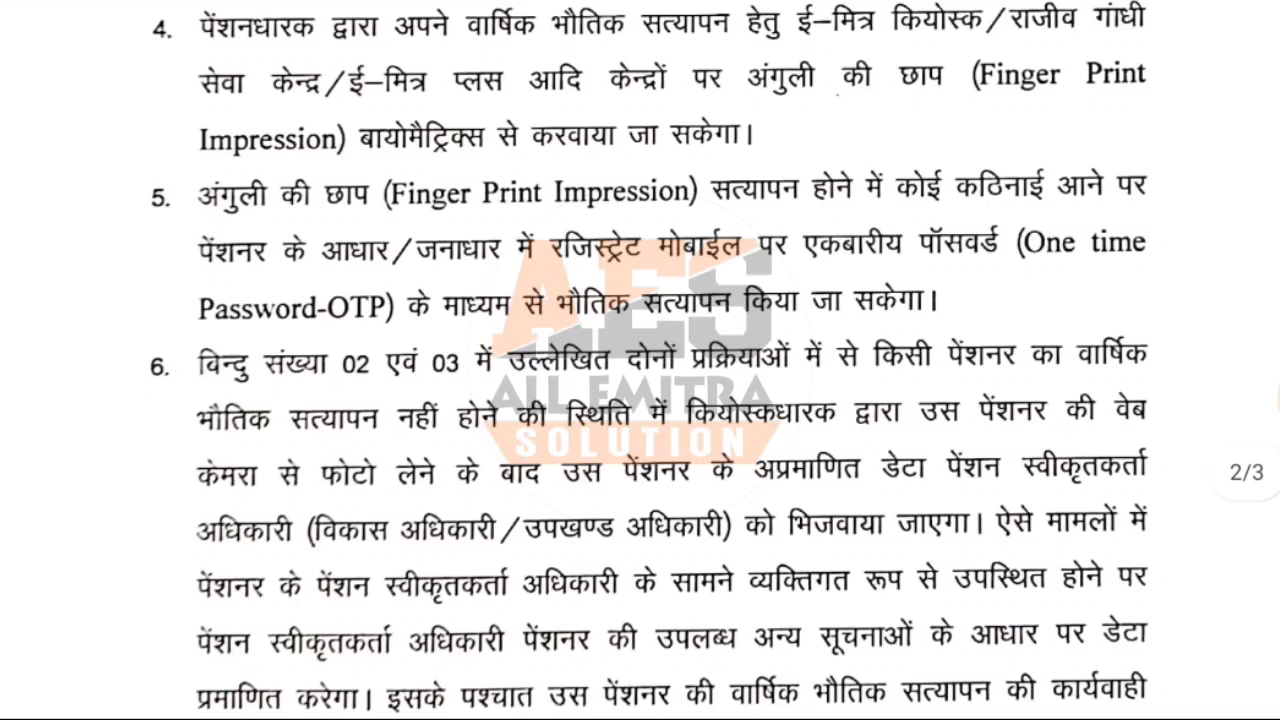 4. पेंशनधारक द्वारा अपने वार्षिक भौतिक सत्यापन हेतु ई–मित्र कियोस्क/राजीव गांधी
सेवा केन्द्र/ई–मित्र प्लस आदि केन्द्रों पर अंगुली की छाप (Finger Print
Impression) बायोमैट्रिक्स से करवाया जा सकेगा।
5. अंगुली की छाप (Finger Print Impression) सत्यापन होने में कोई कठिनाई आने पर
पेंशनर के आधार/जनाधार में रजिस्ट्रेट मोबाईल पर एकबारीय पॉसवर्ड (One time
Password-OTP) के माध्यम से भौतिक सत्यापन किया जा सकेगा।
6. विन्दु संख्या 02 एवं 03 में उल्लेखित दोनों प्रक्रियाओं में से किसी पेंशनर का वार्षिक
भौतिक सत्यापन नहीं होने की स्थिति में कियोस्कधारक द्वारा उस पेंशनर की वेब
केमरा से फोटो लेने के वाद उस पेंशनर के अप्रमाणित डेटा पेंशन स्वीकृतकर्ता
अधिकारी (विकास अधिकारी/उपखण्ड अधिकारी) को भिजवाया जाएगा। ऐसे मामलों में
पेंशनर के पेंशन स्वीकृतकर्ता अधिकारी के सामने व्यक्तिगत रूप से उपस्थित होने पर
पेंशन स्वीकृतकर्ता अधिकारी पेंशनर की उपलब्ध अन्य सूचनाओं के आधार पर डेटा
प्रमाणित करेगा। इसके पश्चात उस पेंशनर की वार्षिक भौतिक सत्यापन की कार्यवाही
AES
ALL EMITRA
SOLUTION
2/3